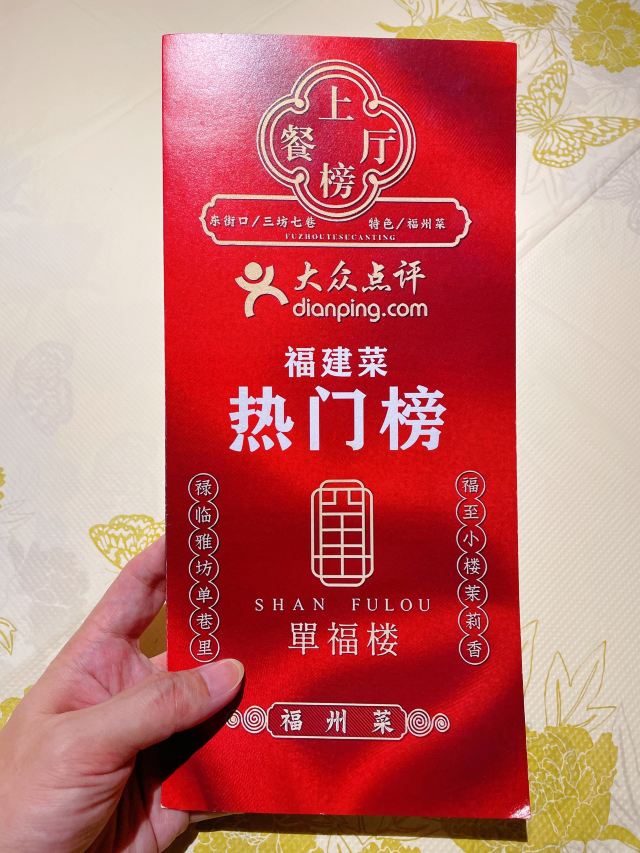 上榜餐厅
东街口/三坊七巷 特色/福州菜
FUZHOUTESUCANTING
大众点评
dianping.com
福建菜
热门榜
福至小楼茉莉香
禄临雅坊单巷里
SHAN FULOU
單福楼
福州菜